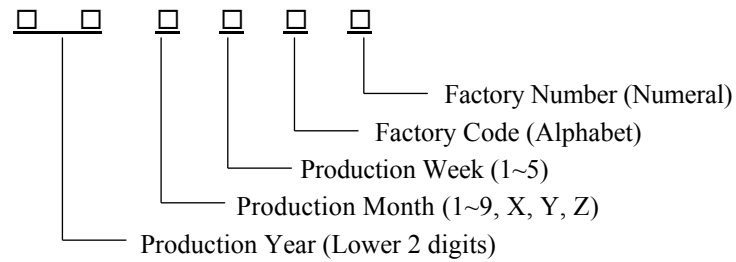 □ □ □ □ □ □
Factory Number (Numeral)
Factory Code (Alphabet)
Production Week (1~5)
Production Month (1~9, X, Y, Z)
Production Year (Lower 2 digits)